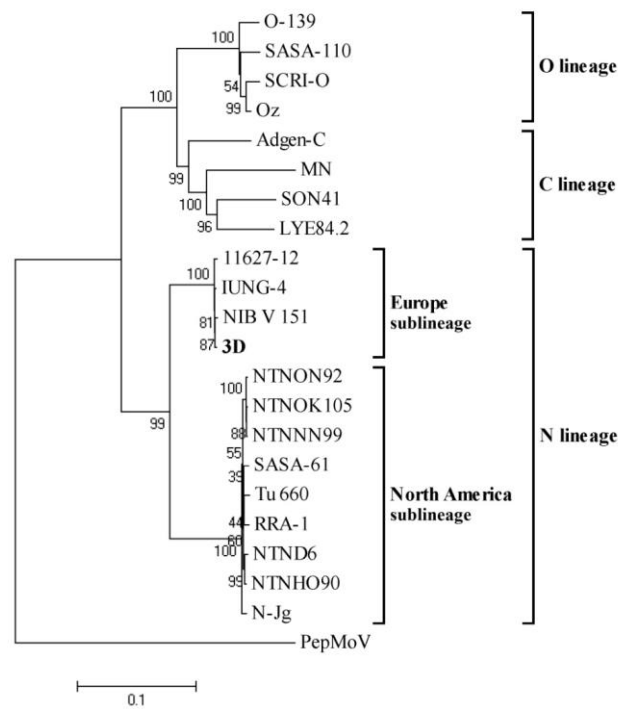 100
O-139
SASA-110
54
SCRI-O
99
Oz
O lineage
100
Adgen-C
99
MN
100
SON41
96
LYE84.2
C lineage
11627-12
100
IUNG-4
NIB V 151
81
87
3D
Europe
sublineage
NTNON92
100
NTNOK105
88
NTNNN99
55
SASA-61
39
Tu 660
44
RRA-1
60
100
NTND6
99
NTNHO90
N-Jg
North America
sublineage
99
N lineage
PepMoV
0.1